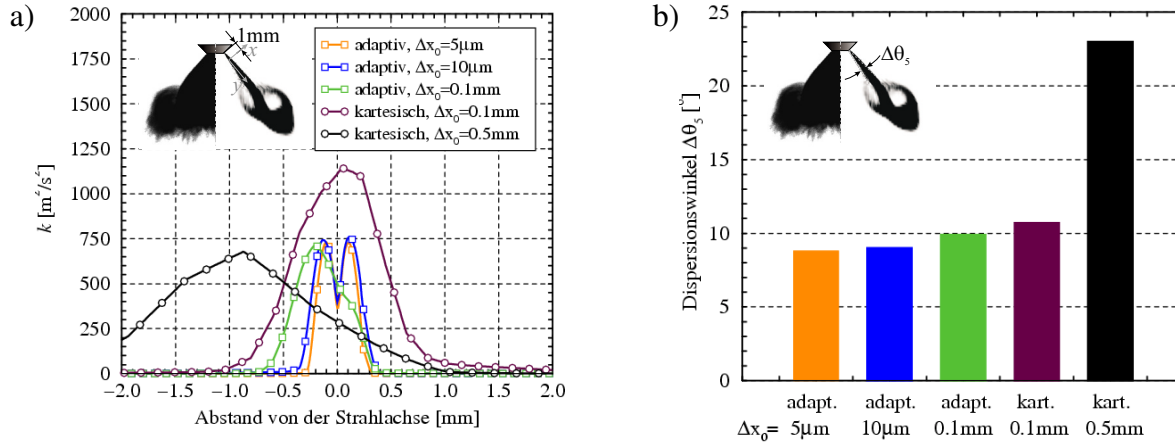 a)
2000
1750
1500
1250
1000
750
500
250
0
k [m²/s²]
1mm
x
y
adaptiv, Δx₀=5μm
adaptiv, Δx₀=10μm
adaptiv, Δx₀=0.1mm
kartesisch, Δx₀=0.1mm
kartesisch, Δx₀=0.5mm
−2.0 −1.5 −1.0 −0.5 0.0 0.5 1.0 1.5 2.0
Abstand von der Strahlachse [mm]
b)
25
20
15
10
5
0
Dispersionswinkel Δθ₅ [°]
Δθ₅
adapt. adapt. adapt. kart. kart.
Δx₀= 5μm 10μm 0.1mm 0.1mm 0.5mm